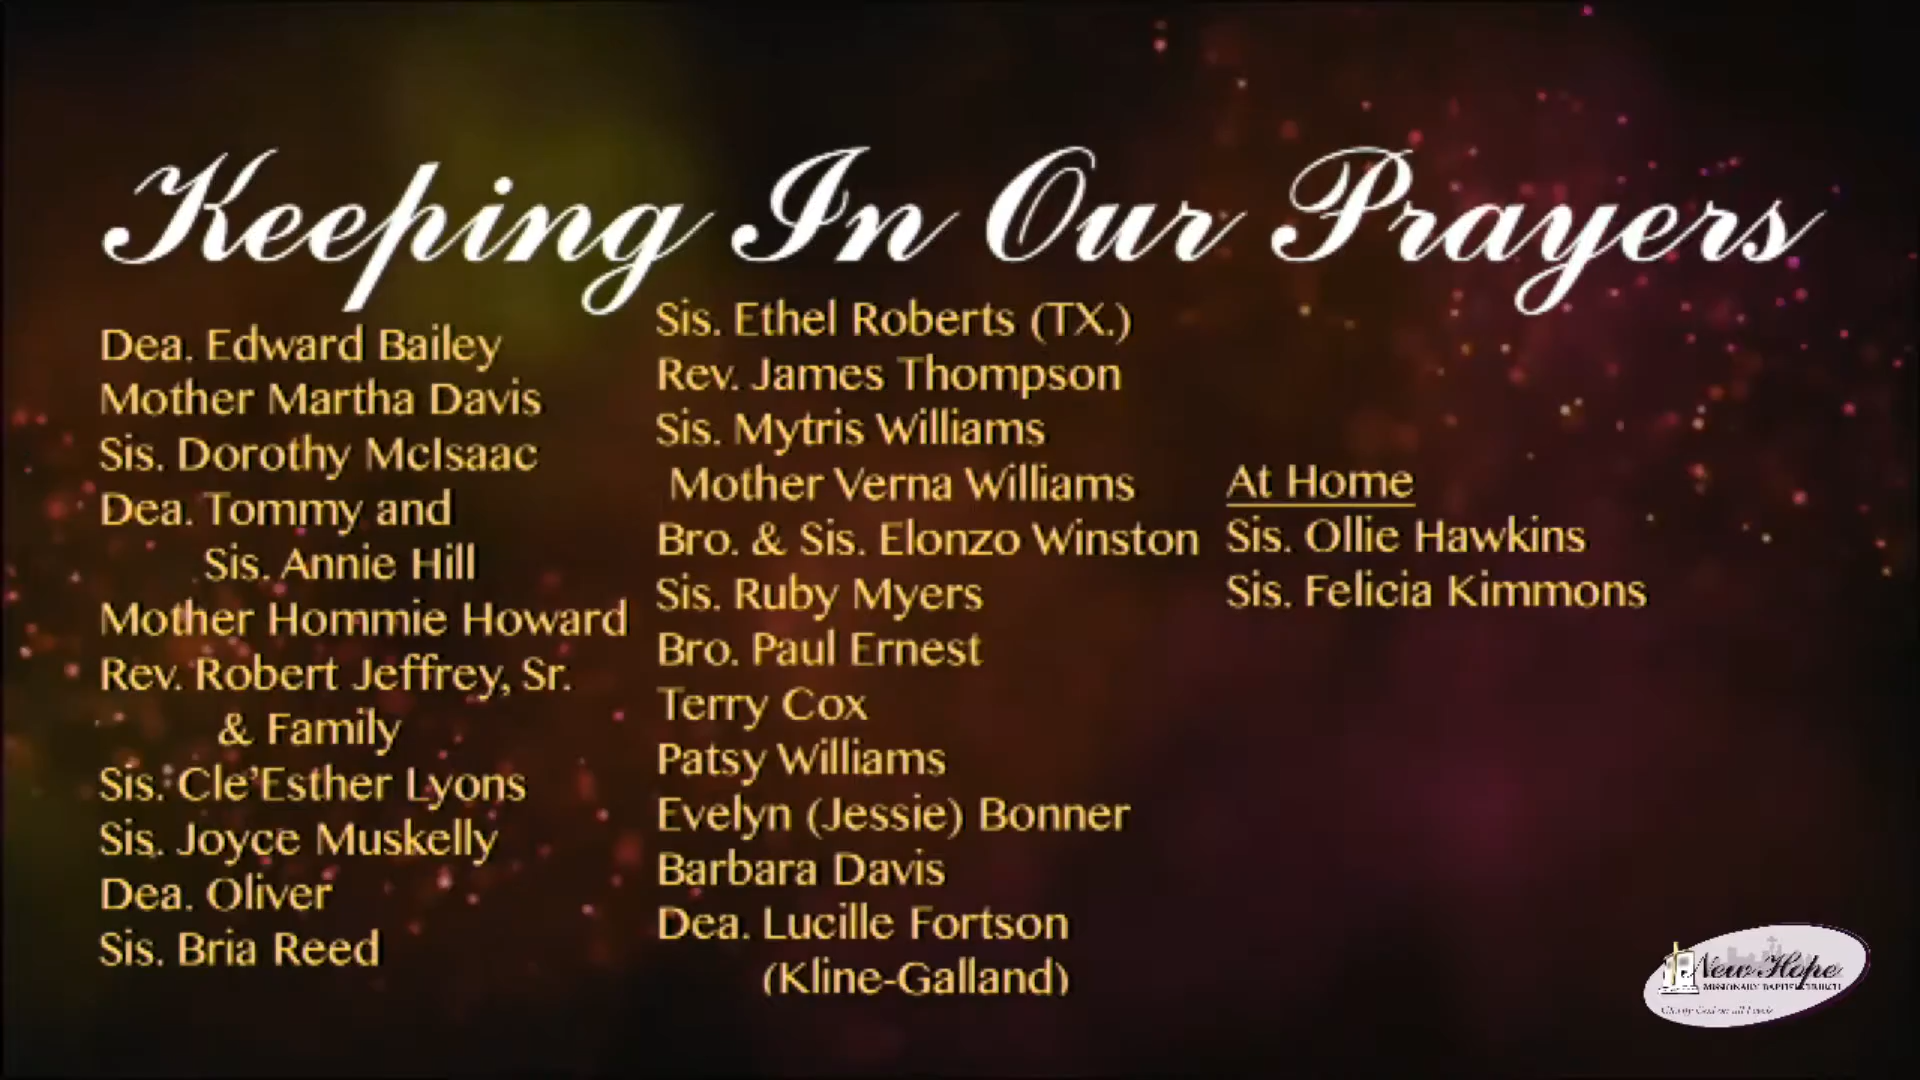 Keeping In Our Prayers
Dea. Edward Bailey
Mother Martha Davis
Sis. Dorothy McIsaac
Dea. Tommy and
Sis. Annie Hill
Mother Hommie Howard
Rev. Robert Jeffrey, Sr.
& Family
Sis. Cle’Esther Lyons
Sis. Joyce Muskelly
Dea. Oliver
Sis. Bria Reed
Sis. Ethel Roberts (TX.)
Rev. James Thompson
Sis. Mytris Williams
Mother Verna Williams
Bro. & Sis. Elonzo Winston
Sis. Ruby Myers
Bro. Paul Ernest
Terry Cox
Patsy Williams
Evelyn (Jessie) Bonner
Barbara Davis
Dea. Lucille Fortson
(Kline-Galland)
At Home
Sis. Ollie Hawkins
Sis. Felicia Kimmons
New Hope
MISSIONARY BAPTIST CHURCH